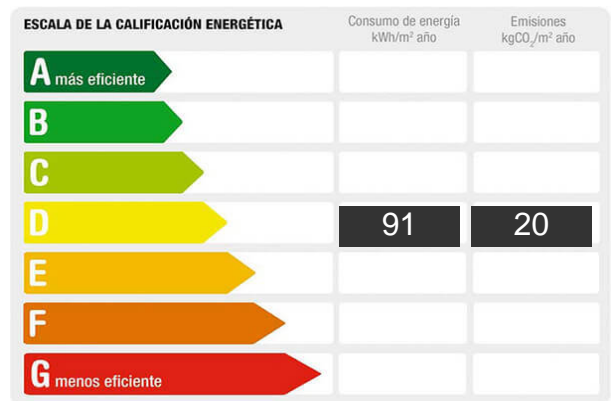 ESCALA DE LA CALIFICACIÓN ENERGÉTICA
Consumo de energía
kWh/m² año
Emisiones
kgCO₂/m² año
A más eficiente
B
C
D 91 20
E
F
G menos eficiente